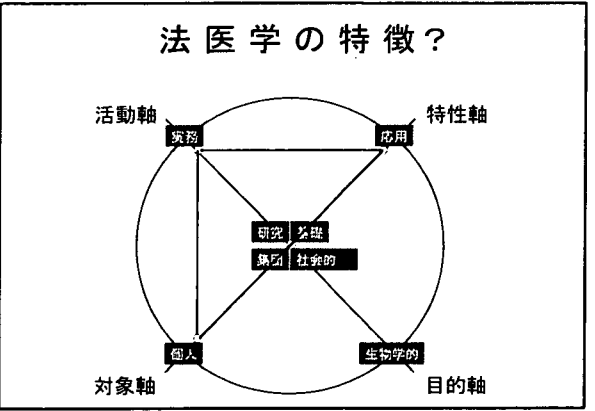 法医学の特徴?
活動軸 特性軸
実務 応用
研究 基礎
集団 社会的
個人 生物学的
対象軸 目的軸